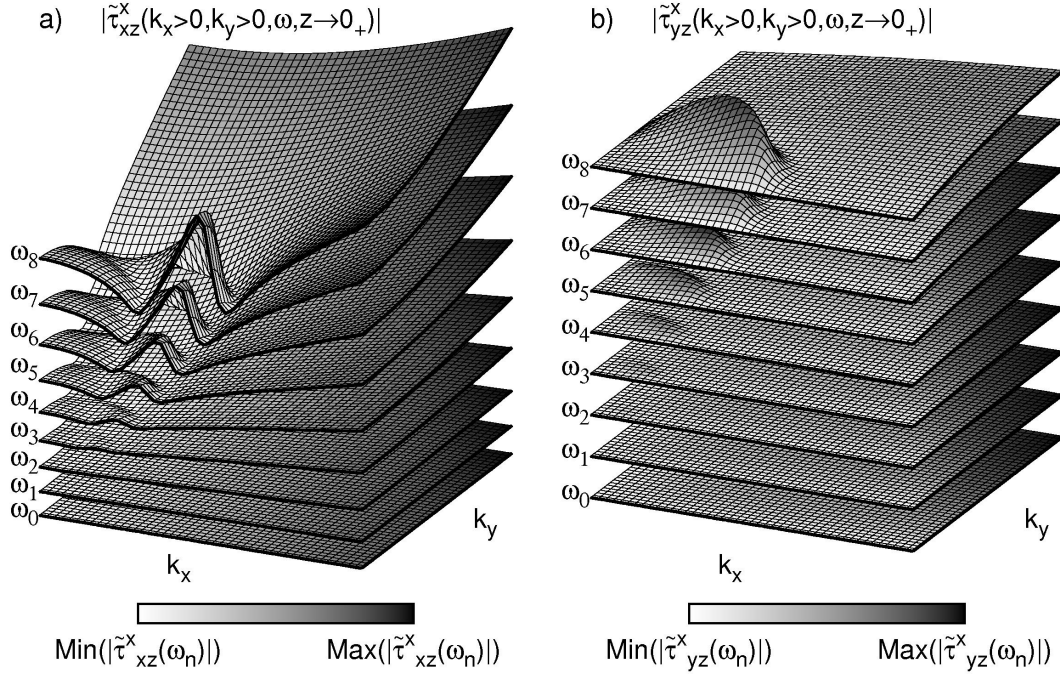 a) |τ̃ˣxz(kx>0,ky>0,ω,z→0+)|
ω8
ω7
ω6
ω5
ω4
ω3
ω2
ω1
ω0
kx
ky
Min(|τ̃ˣxz(ωn)|) Max(|τ̃ˣxz(ωn)|)
b) |τ̃ˣyz(kx>0,ky>0,ω,z→0+)|
ω8
ω7
ω6
ω5
ω4
ω3
ω2
ω1
ω0
kx
ky
Min(|τ̃ˣyz(ωn)|) Max(|τ̃ˣyz(ωn)|)